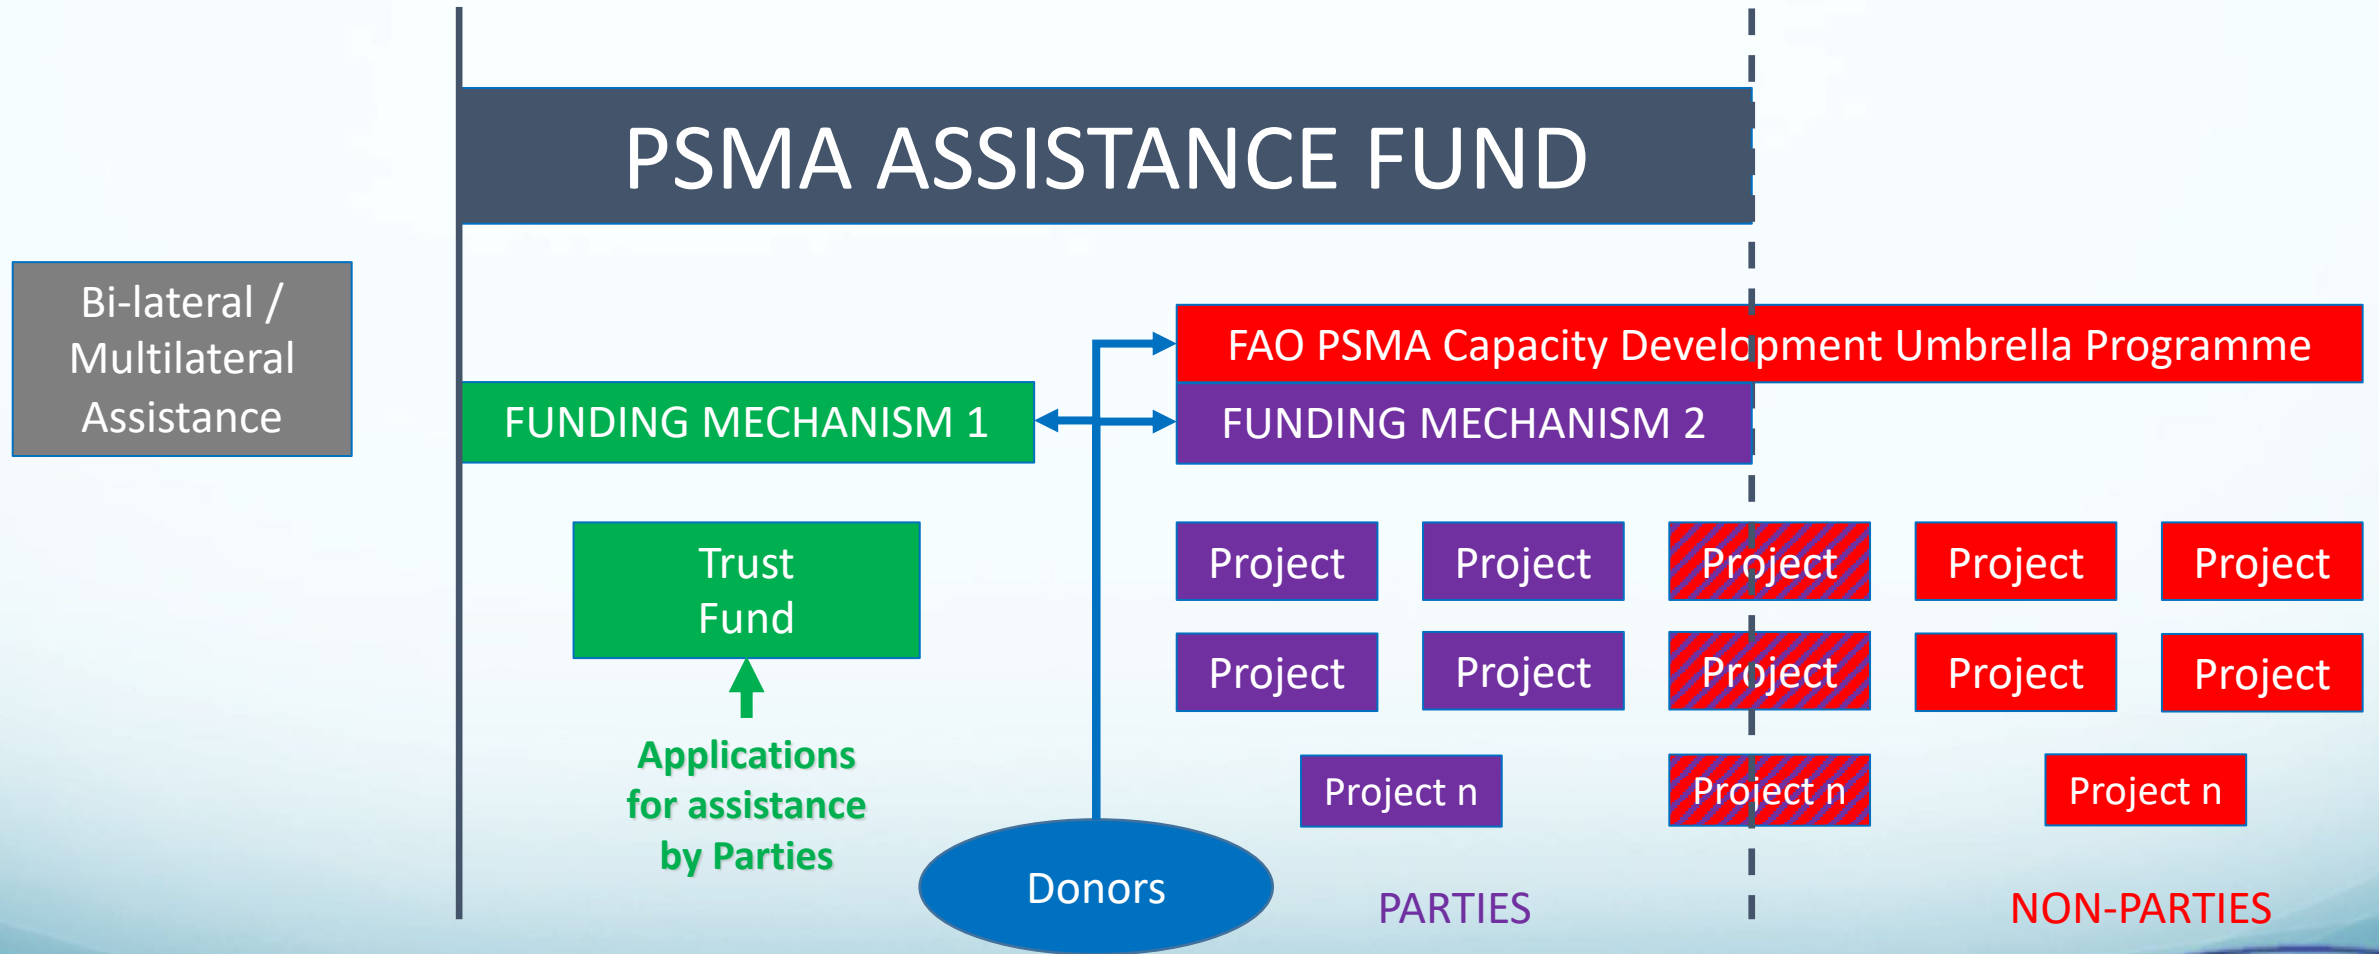 PSMA ASSISTANCE FUND
Bi-lateral /
Multilateral
Assistance
FAO PSMA Capacity Development Umbrella Programme
FUNDING MECHANISM 1
FUNDING MECHANISM 2
Trust
Fund
Applications
for assistance
by Parties
Donors
Project
Project
Project
Project
Project
Project
Project
Project
Project
Project
Project n
Project n
Project n
PARTIES
NON-PARTIES